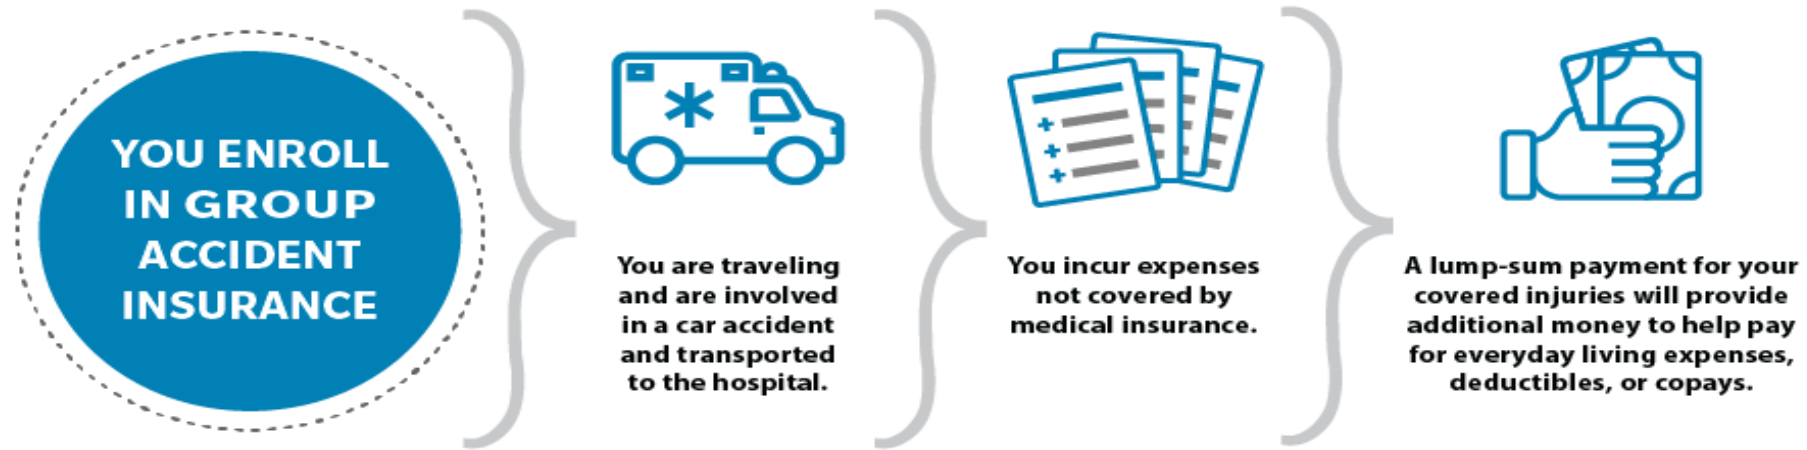 YOU ENROLL
IN GROUP
ACCIDENT
INSURANCE
You are traveling
and are involved
in a car accident
and transported
to the hospital.
You incur expenses
not covered by
medical insurance.
A lump-sum payment for your
covered injuries will provide
additional money to help pay
for everyday living expenses,
deductibles, or copays.